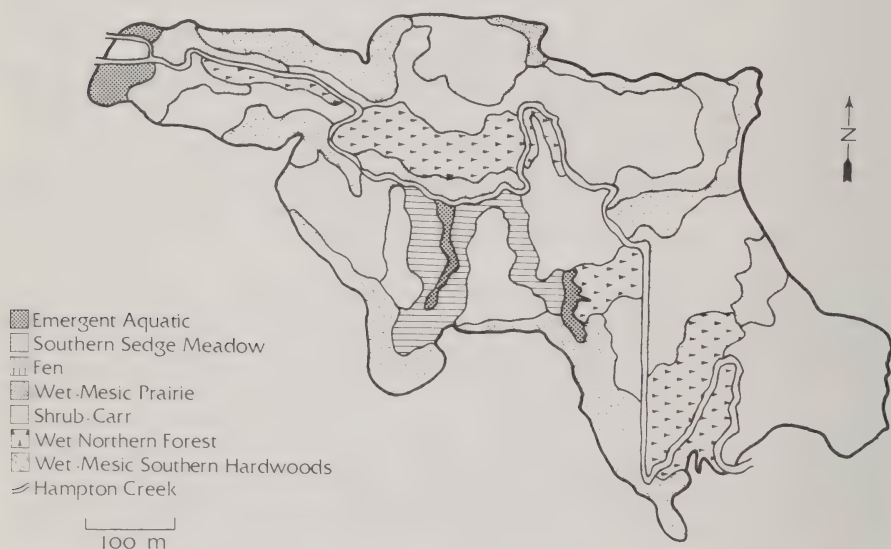 N
Emergent Aquatic
Southern Sedge Meadow
Fen
Wet-Mesic Prairie
Shrub-Carr
Wet Northern Forest
Wet-Mesic Southern Hardwoods
Hampton Creek
100 m